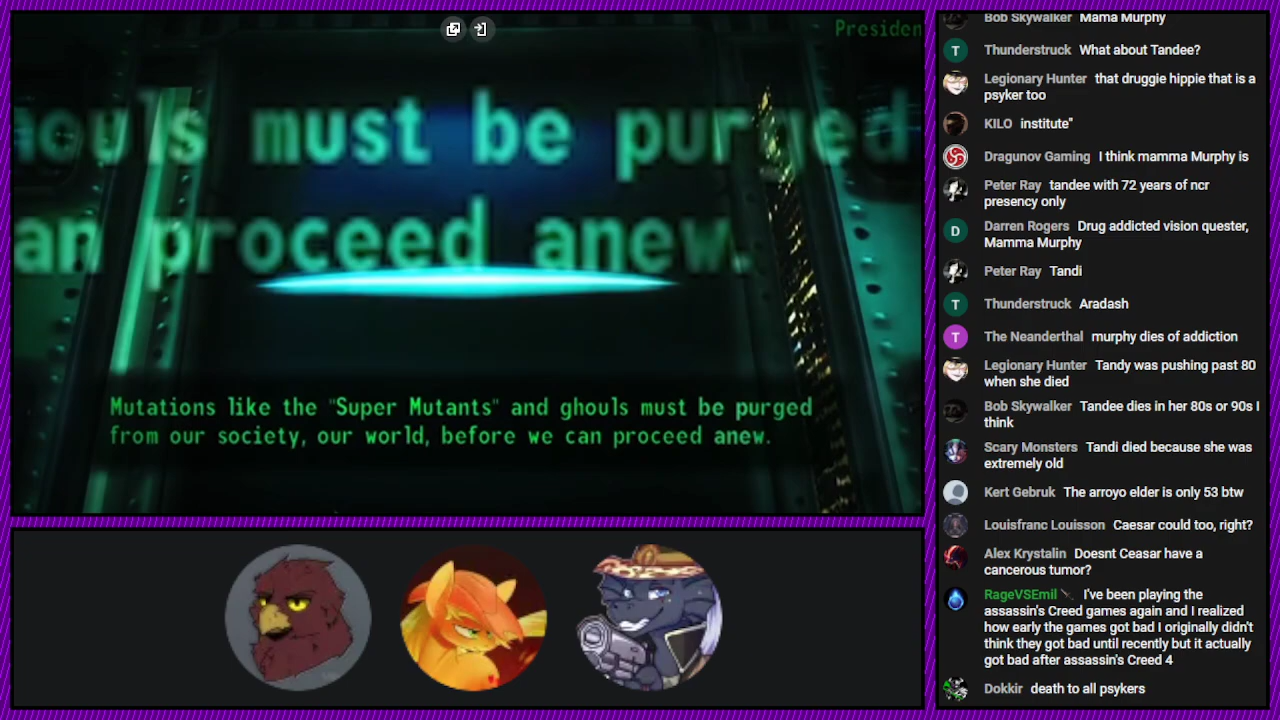 Presiden
ghouls must be purged
an proceed anew.
Mutations like the "Super Mutants" and ghouls must be purged
from our society, our world, before we can proceed anew.
Bob Skywalker Mama Murphy
T Thunderstruck What about Tandee?
Legionary Hunter that druggie hippie that is a
psyker too
KILO institute"
Dragunov Gaming I think mamma Murphy is
Peter Ray tandee with 72 years of ncr
presency only
D Darren Rogers Drug addicted vision quester,
Mamma Murphy
Peter Ray Tandi
T Thunderstruck Aradash
T The Neanderthal murphy dies of addiction
Legionary Hunter Tandy was pushing past 80
when she died
Bob Skywalker Tandee dies in her 80s or 90s I
think
Scary Monsters Tandi died because she was
extremely old
Kert Gebruk The arroyo elder is only 53 btw
Louisfranc Louisson Caesar could too, right?
Alex Krystalin Doesnt Ceasar have a
cancerous tumor?
RageVSEmil I've been playing the
assassin's Creed games again and I realized
how early the games got bad I originally didn't
think they got bad until recently but it actually
got bad after assassin's Creed 4
Dokkir death to all psykers